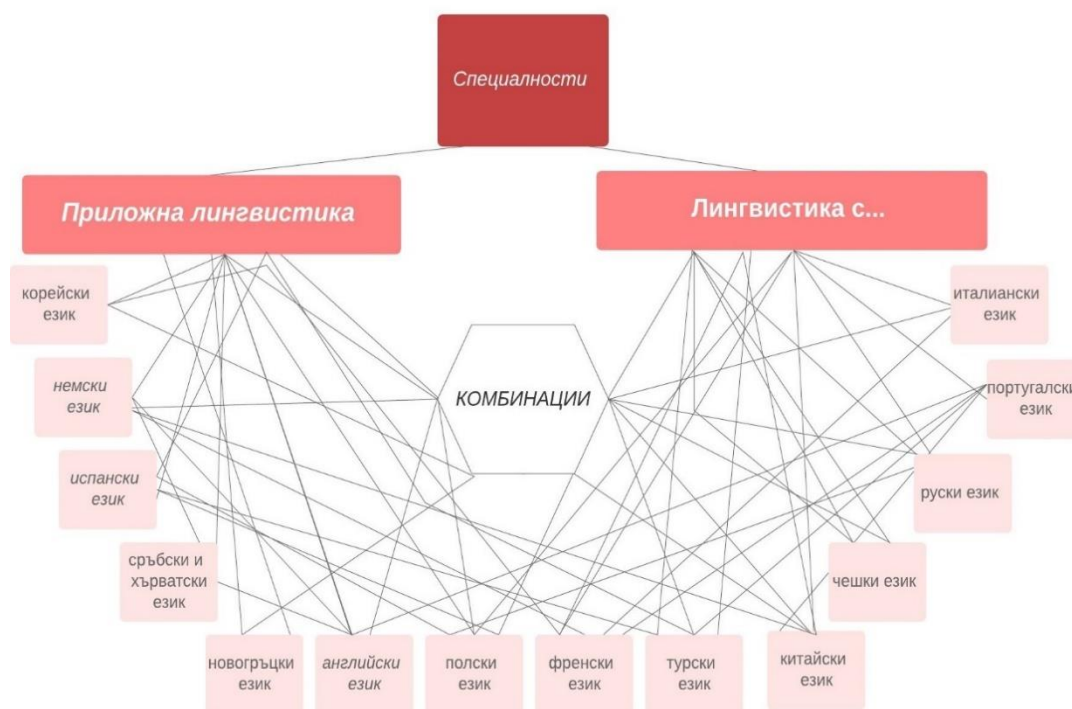 Специалности
Приложна лингвистика
Лингвистика с...
корейски
език
италиански
език
немски
език
КОМБИНАЦИИ
португалски
език
испански
език
руски език
сръбски и
хърватски
език
чешки език
новогръцки
език
английски
език
полски
език
френски
език
турски
език
китайски
език